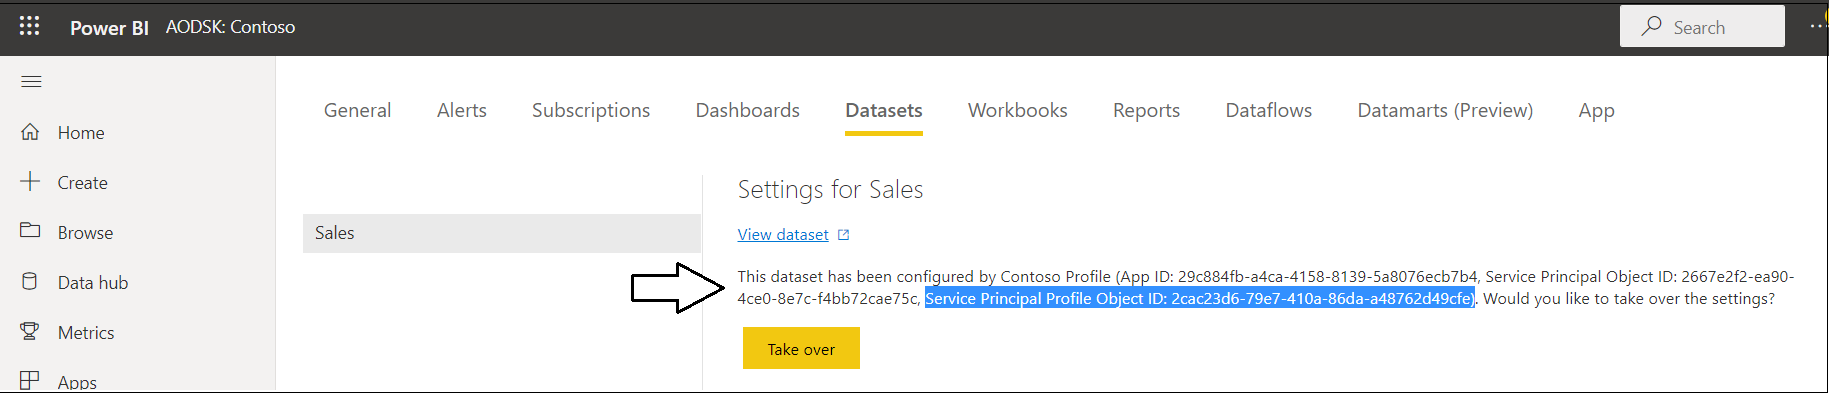 Power BI AODSK: Contoso Search
General Alerts Subscriptions Dashboards Datasets Workbooks Reports Dataflows Datamarts (Preview) App
Home
Create
Browse
Data hub
Metrics
Apps
Sales
Settings for Sales
View dataset
This dataset has been configured by Contoso Profile (App ID: 29c884fb-a4ca-4158-8139-5a8076ecb7b4, Service Principal Object ID: 2667e2f2-ea90-
4ce0-8e7c-f4bb72cae75c, Service Principal Profile Object ID: 2cac23d6-79e7-410a-86da-a48762d49cfe). Would you like to take over the settings?
Take over